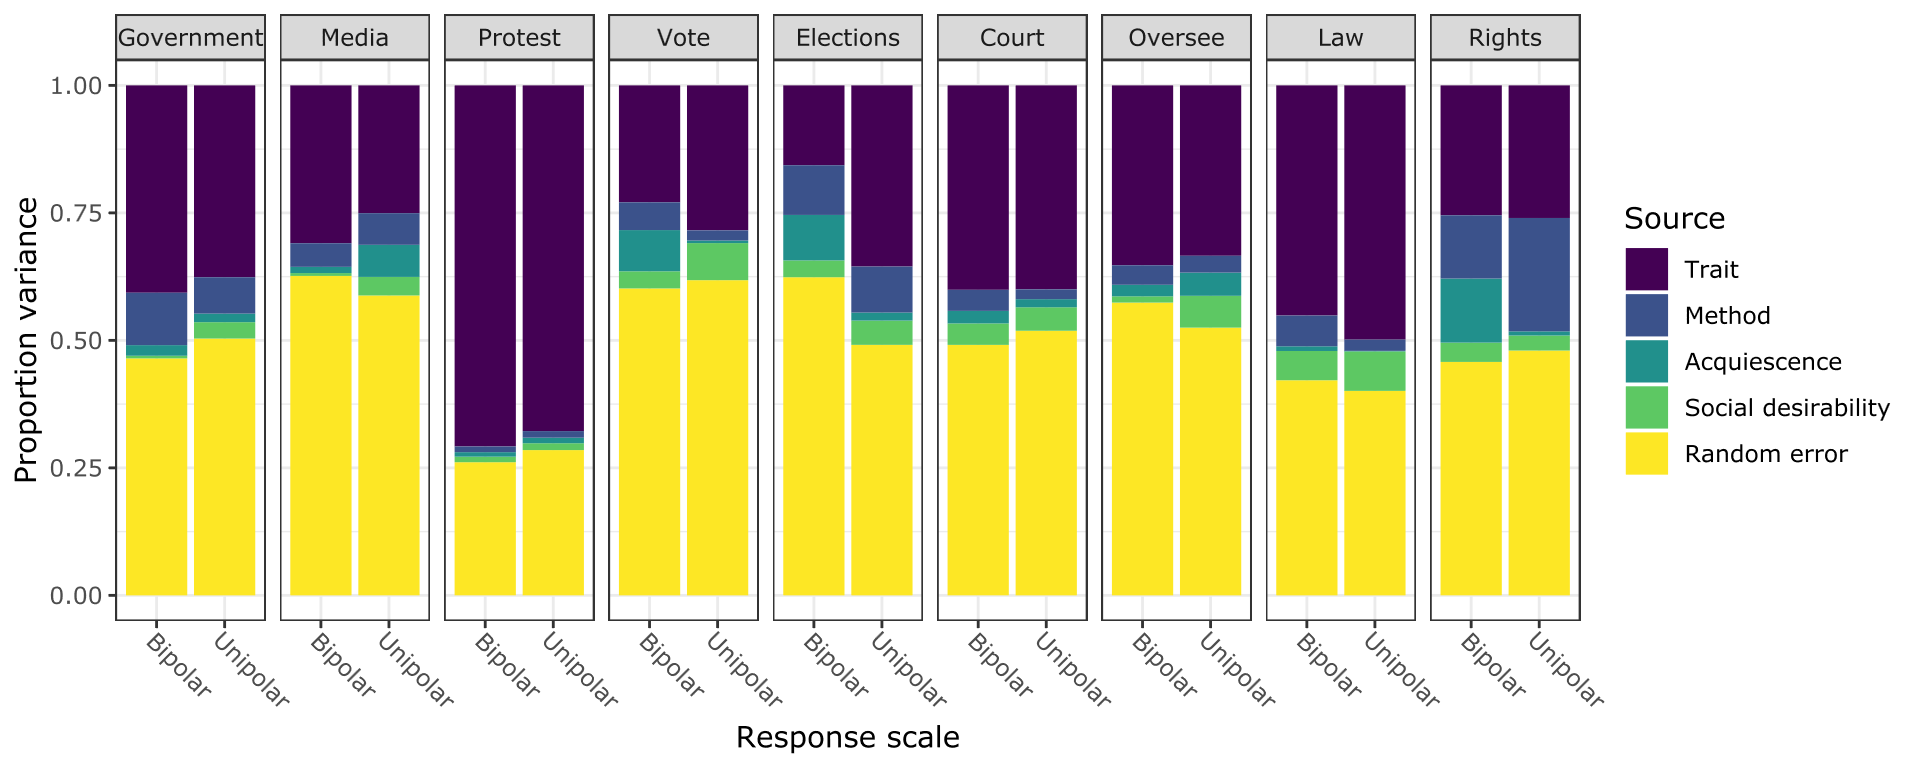 Government Media Protest Vote Elections Court Oversee Law Rights
1.00
0.75
0.50
0.25
0.00
Proportion variance
Bipolar Unipolar Bipolar Unipolar Bipolar Unipolar Bipolar Unipolar Bipolar Unipolar Bipolar Unipolar Bipolar Unipolar Bipolar Unipolar Bipolar Unipolar
Response scale
Source
Trait
Method
Acquiescence
Social desirability
Random error